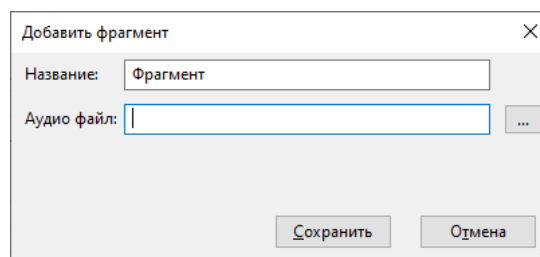 Добавить фрагмент
Название: Фрагмент
Аудио файл: ...
Сохранить Отмена